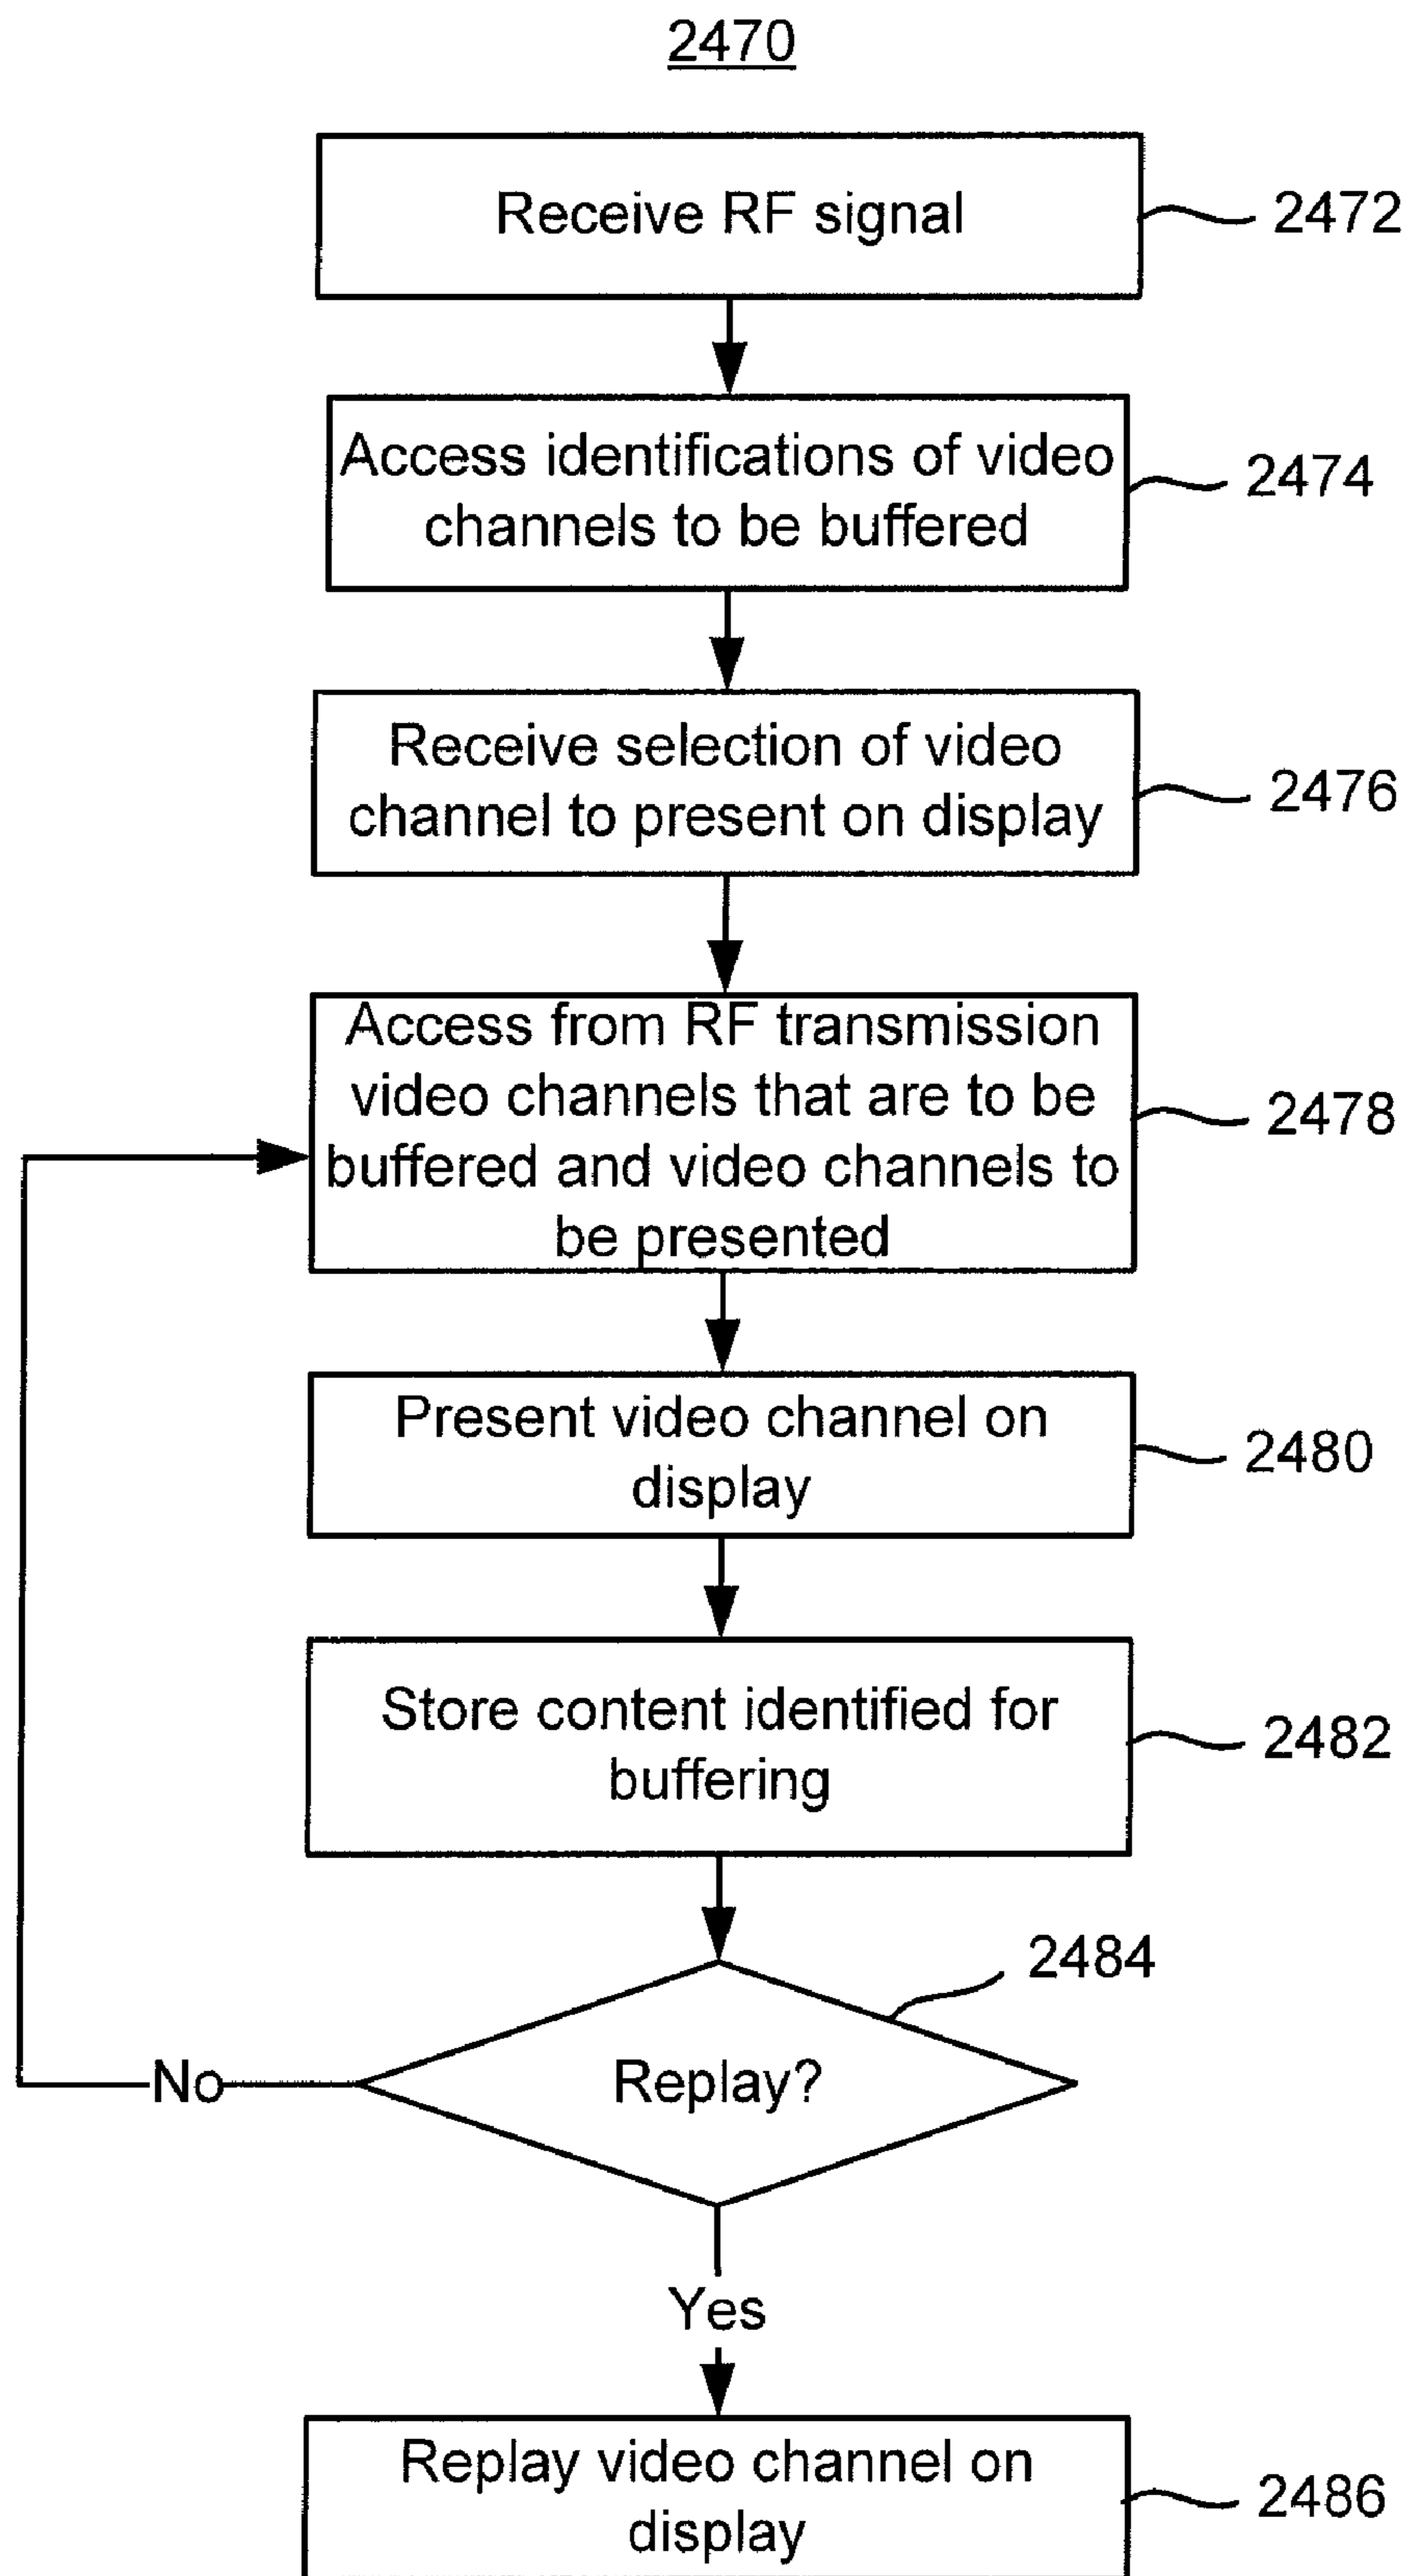 2470
Receive RF signal
2472
Access identifications of video
channels to be buffered
2474
Receive selection of video
channel to present on display
2476
Access from RF transmission
video channels that are to be
buffered and video channels to
be presented
2478
Present video channel on
display
2480
Store content identified for
buffering
2482
2484
Replay?
No
Yes
Replay video channel on
display
2486